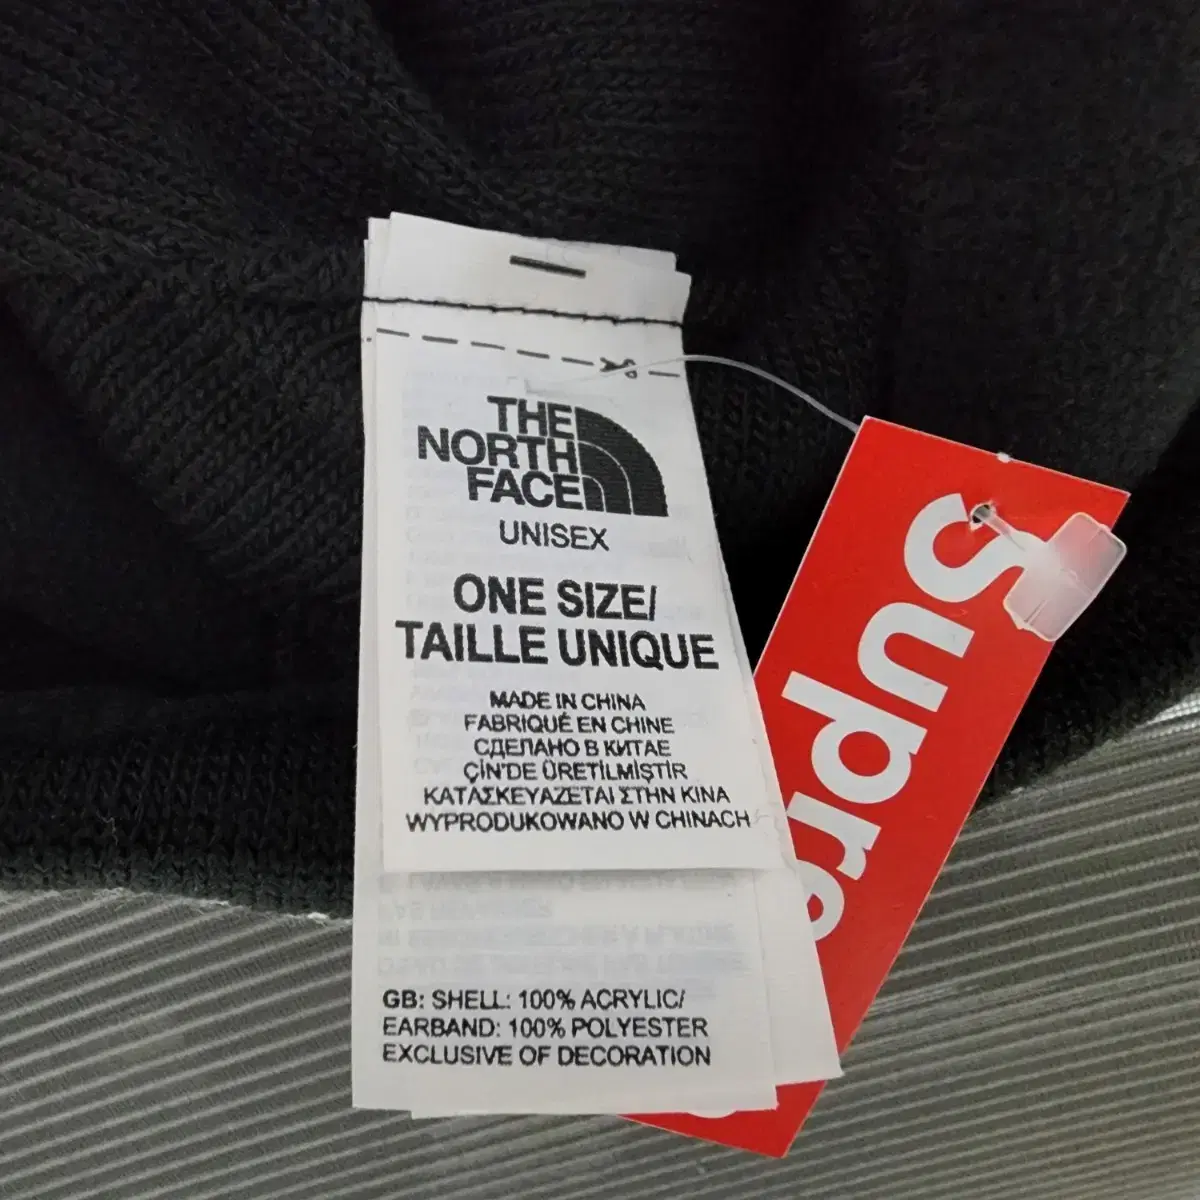 THE
NORTH
FACE
UNISEX
ONE SIZE/
TAILLE UNIQUE
MADE IN CHINA
FABRIQUÉ EN CHINE
СДЕЛАНО В КИТАЕ
ÇİN'DE ÜRETİLMİŞTİR
ΚΑΤΑΣΚΕΥΑΖΕΤΑΙ ΣΤΗΝ ΚΙΝΑ
WYPRODUKOWANO W CHINACH
GB: SHELL: 100% ACRYLIC/
EARBAND: 100% POLYESTER
EXCLUSIVE OF DECORATION
Supre